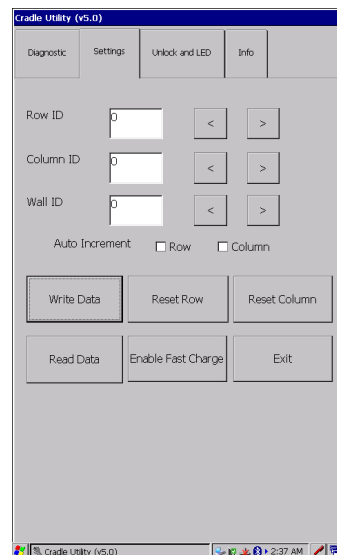 Cradle Utility (v5.0)
Diagnostic Settings Unlock and LED Info
Row ID 0 < >
Column ID 0 < >
Wall ID 0 < >
Auto Increment Row Column
Write Data Reset Row Reset Column
Read Data Enable Fast Charge Exit
Cradle Utility (v5.0) 2:37 AM